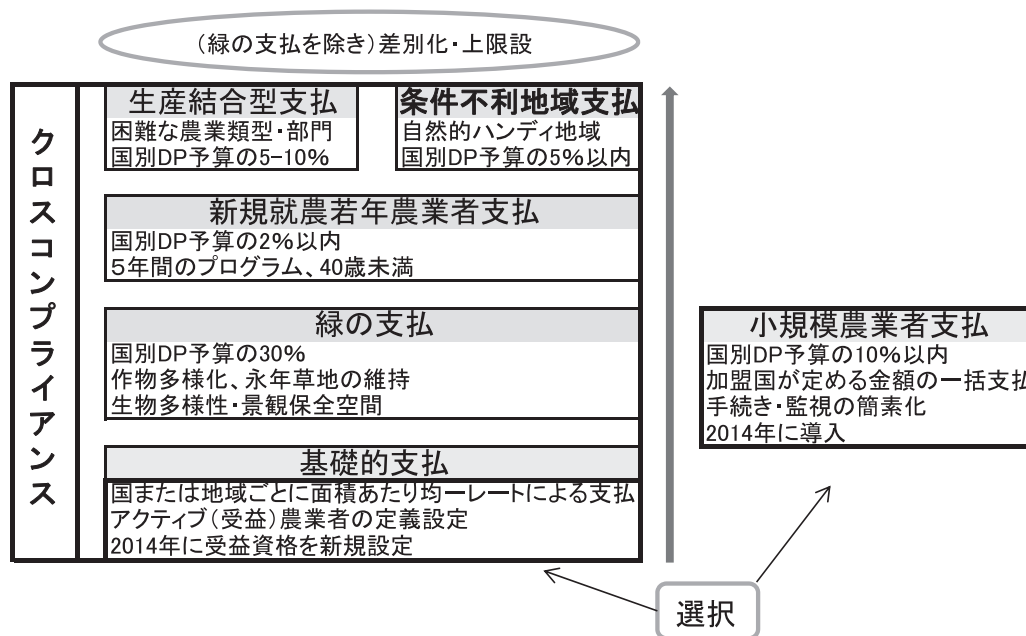 (緑の支払を除き)差別化・上限設
クロスコンプライアンス
生産結合型支払
困難な農業類型・部門
国別DP予算の5-10%
条件不利地域支払
自然的ハンディ地域
国別DP予算の5%以内
新規就農若年農業者支払
国別DP予算の2%以内
5年間のプログラム、40歳未満
緑の支払
国別DP予算の30%
作物多様化、永年草地の維持
生物多様性・景観保全空間
基礎的支払
国または地域ごとに面積あたり均一レートによる支払
アクティブ(受益)農業者の定義設定
2014年に受益資格を新規設定
小規模農業者支払
国別DP予算の10%以内
加盟国が定める金額の一括支払
手続き・監視の簡素化
2014年に導入
選択